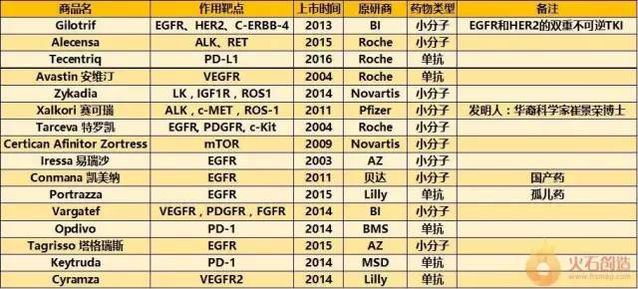 商品名 作用靶点 上市时间 原研商 药物类型 备注
Gilotrif EGFR、HER2、C-ERBB-4 2013 BI 小分子 EGFR和HER2的双重不可逆TKI
Alecensa ALK、RET 2015 Roche 小分子
Tecentriq PD-L1 2016 Roche 单抗
Avastin 安维汀 VEGFR 2004 Roche 单抗
Zykadia LK , IGF1R , ROS1 2014 Novartis 小分子
Xalkori 赛可瑞 ALK , c-MET , ROS-1 2011 Pfizer 小分子 发明人：华裔科学家崔景荣博士
Tarceva 特罗凯 EGFR, PDGFR, c-Kit 2004 Roche 小分子
Certican Afinitor Zortress mTOR 2009 Novartis 小分子
Iressa 易瑞沙 EGFR 2003 AZ 小分子
Conmana 凯美纳 EGFR 2011 贝达 小分子 国产药
Portrazza EGFR 2015 Lilly 单抗 孤儿药
Vargatef VEGFR , PDGFR , FGFR 2014 BI 小分子
Opdivo PD-1 2014 BMS 单抗
Tagrisso 塔格瑞斯 EGFR 2015 AZ 小分子
Keytruda PD-1 2014 MSD 单抗
Cyramza VEGFR2 2014 Lilly 单抗
火石创造
www.hsmap.com